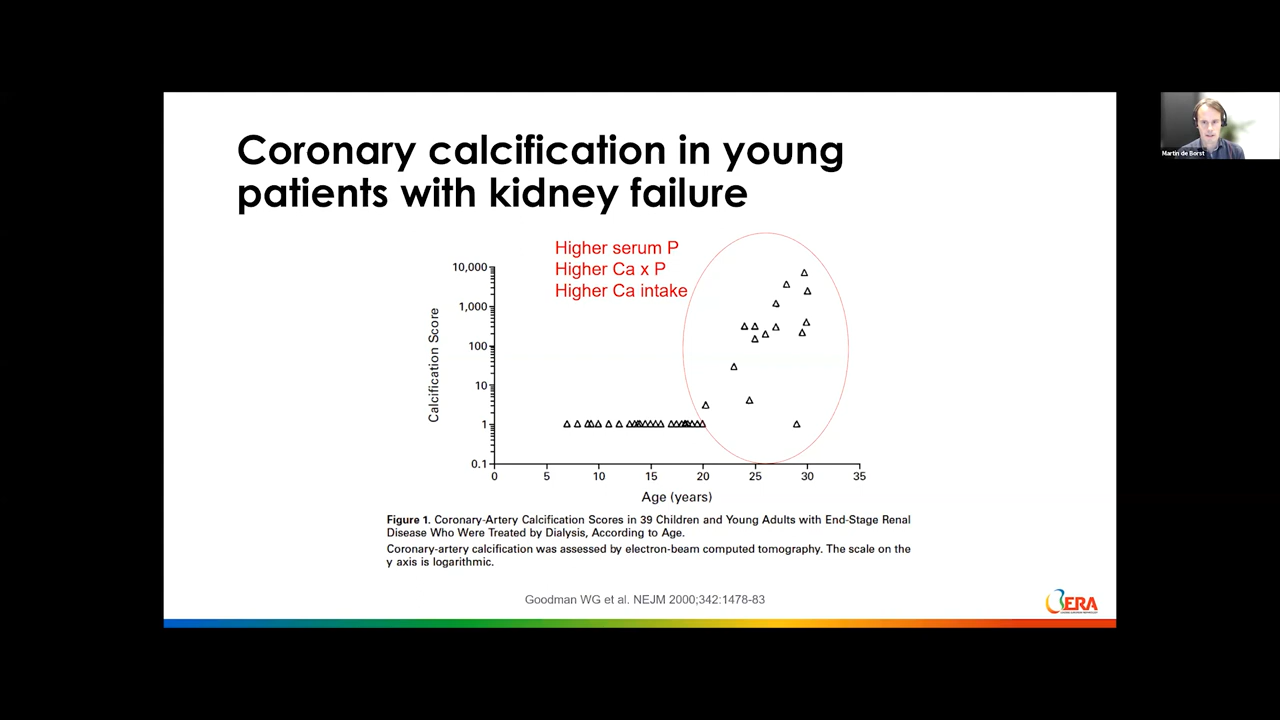 Coronary calcification in young
patients with kidney failure
Martin de Borst
Higher serum P
Higher Ca x P
Higher Ca intake
Calcification Score
10,000
1,000
100
10
1
0.1
0 5 10 15 20 25 30 35
Age (years)
Figure 1. Coronary-Artery Calcification Scores in 39 Children and Young Adults with End-Stage Renal
Disease Who Were Treated by Dialysis, According to Age.
Coronary-artery calcification was assessed by electron-beam computed tomography. The scale on the
y axis is logarithmic.
Goodman WG et al. NEJM 2000;342:1478-83
ERA